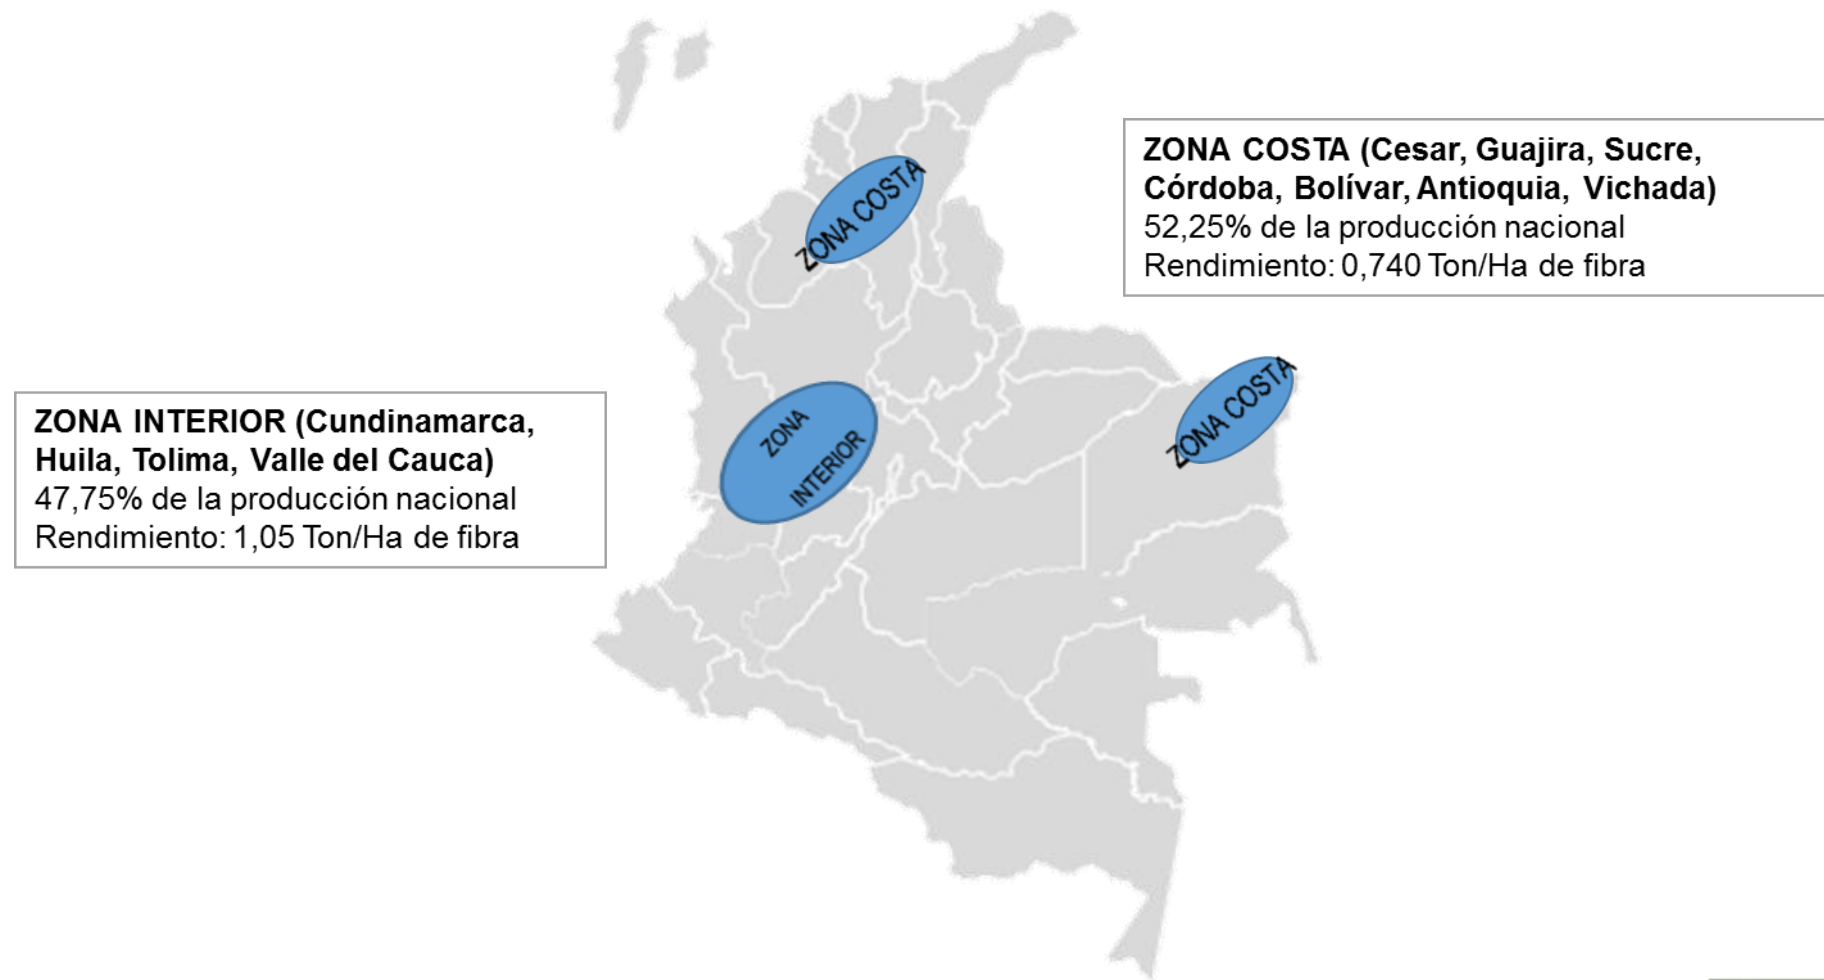 ZONA COSTA
ZONA COSTA (Cesar, Guajira, Sucre,
Córdoba, Bolívar, Antioquia, Vichada)
52,25% de la producción nacional
Rendimiento: 0,740 Ton/Ha de fibra
ZONA COSTA
ZONA INTERIOR (Cundinamarca,
Huila, Tolima, Valle del Cauca)
47,75% de la producción nacional
Rendimiento: 1,05 Ton/Ha de fibra
ZONA
INTERIOR